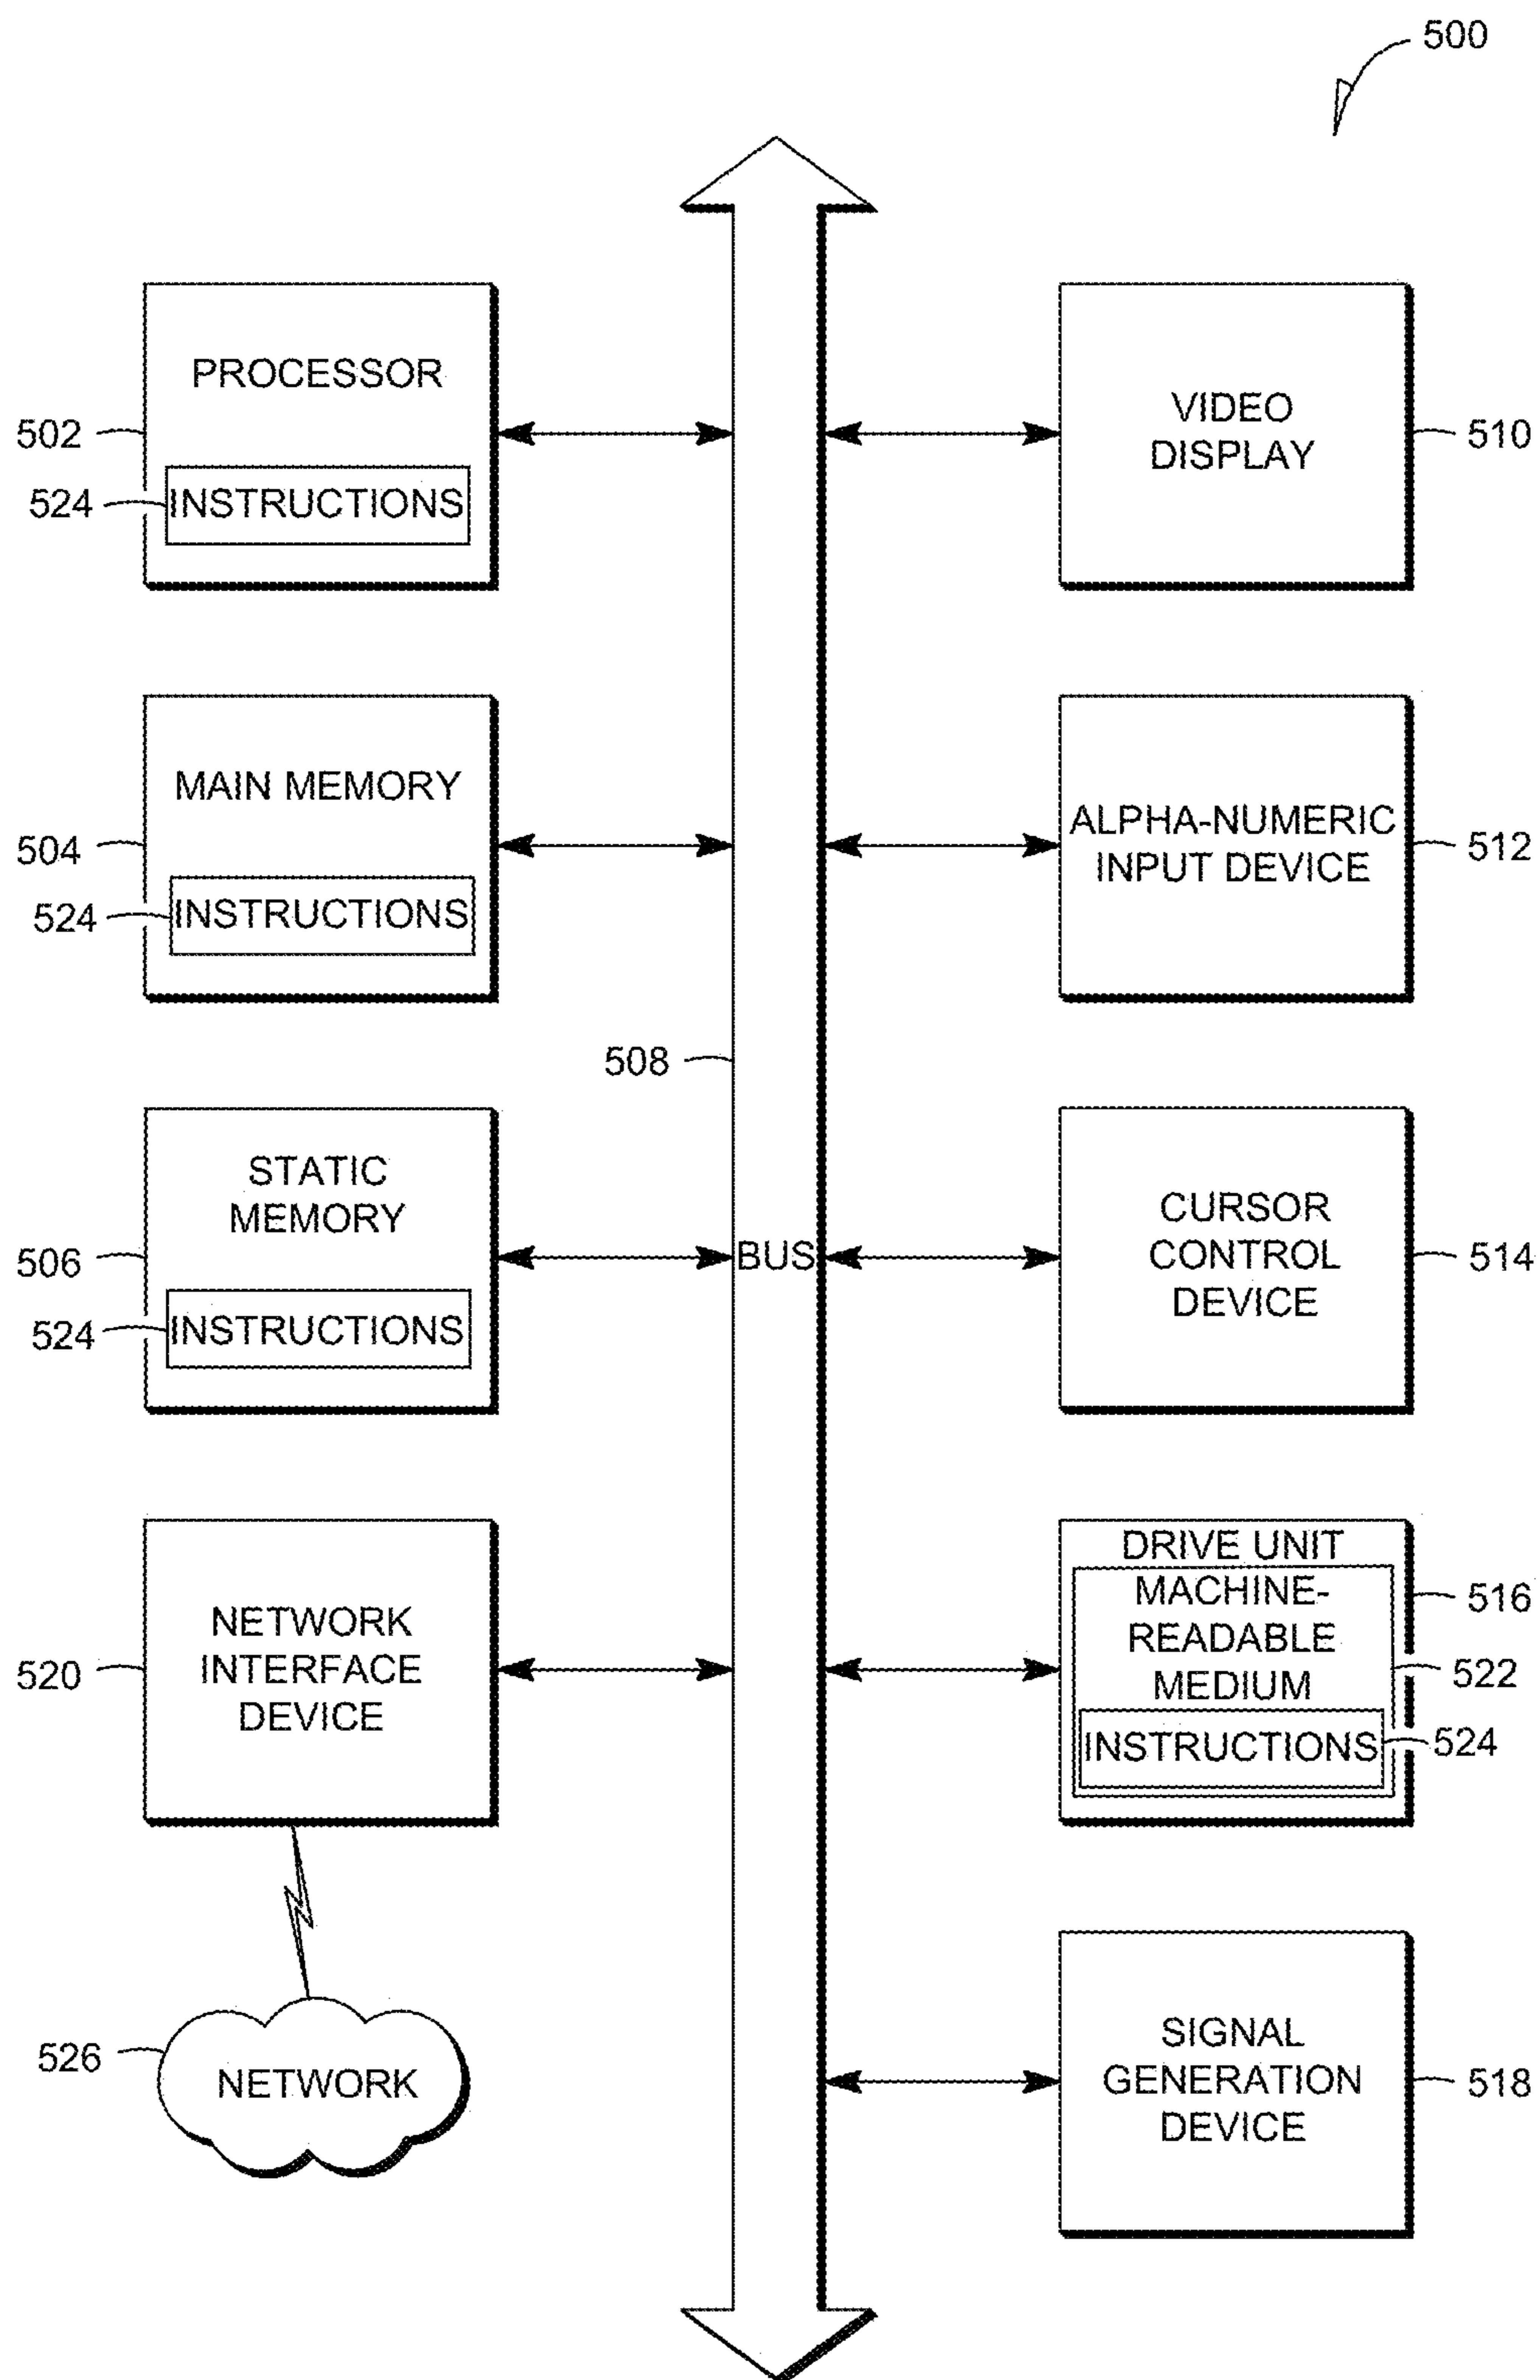 500
PROCESSOR
502
524
INSTRUCTIONS
VIDEO
DISPLAY
510
MAIN MEMORY
504
524
INSTRUCTIONS
ALPHA-NUMERIC
INPUT DEVICE
512
508
STATIC
MEMORY
506
524
INSTRUCTIONS
BUS
CURSOR
CONTROL
DEVICE
514
NETWORK
INTERFACE
DEVICE
520
DRIVE UNIT
MACHINE-
READABLE
MEDIUM
516
522
INSTRUCTIONS
524
526
NETWORK
SIGNAL
GENERATION
DEVICE
518